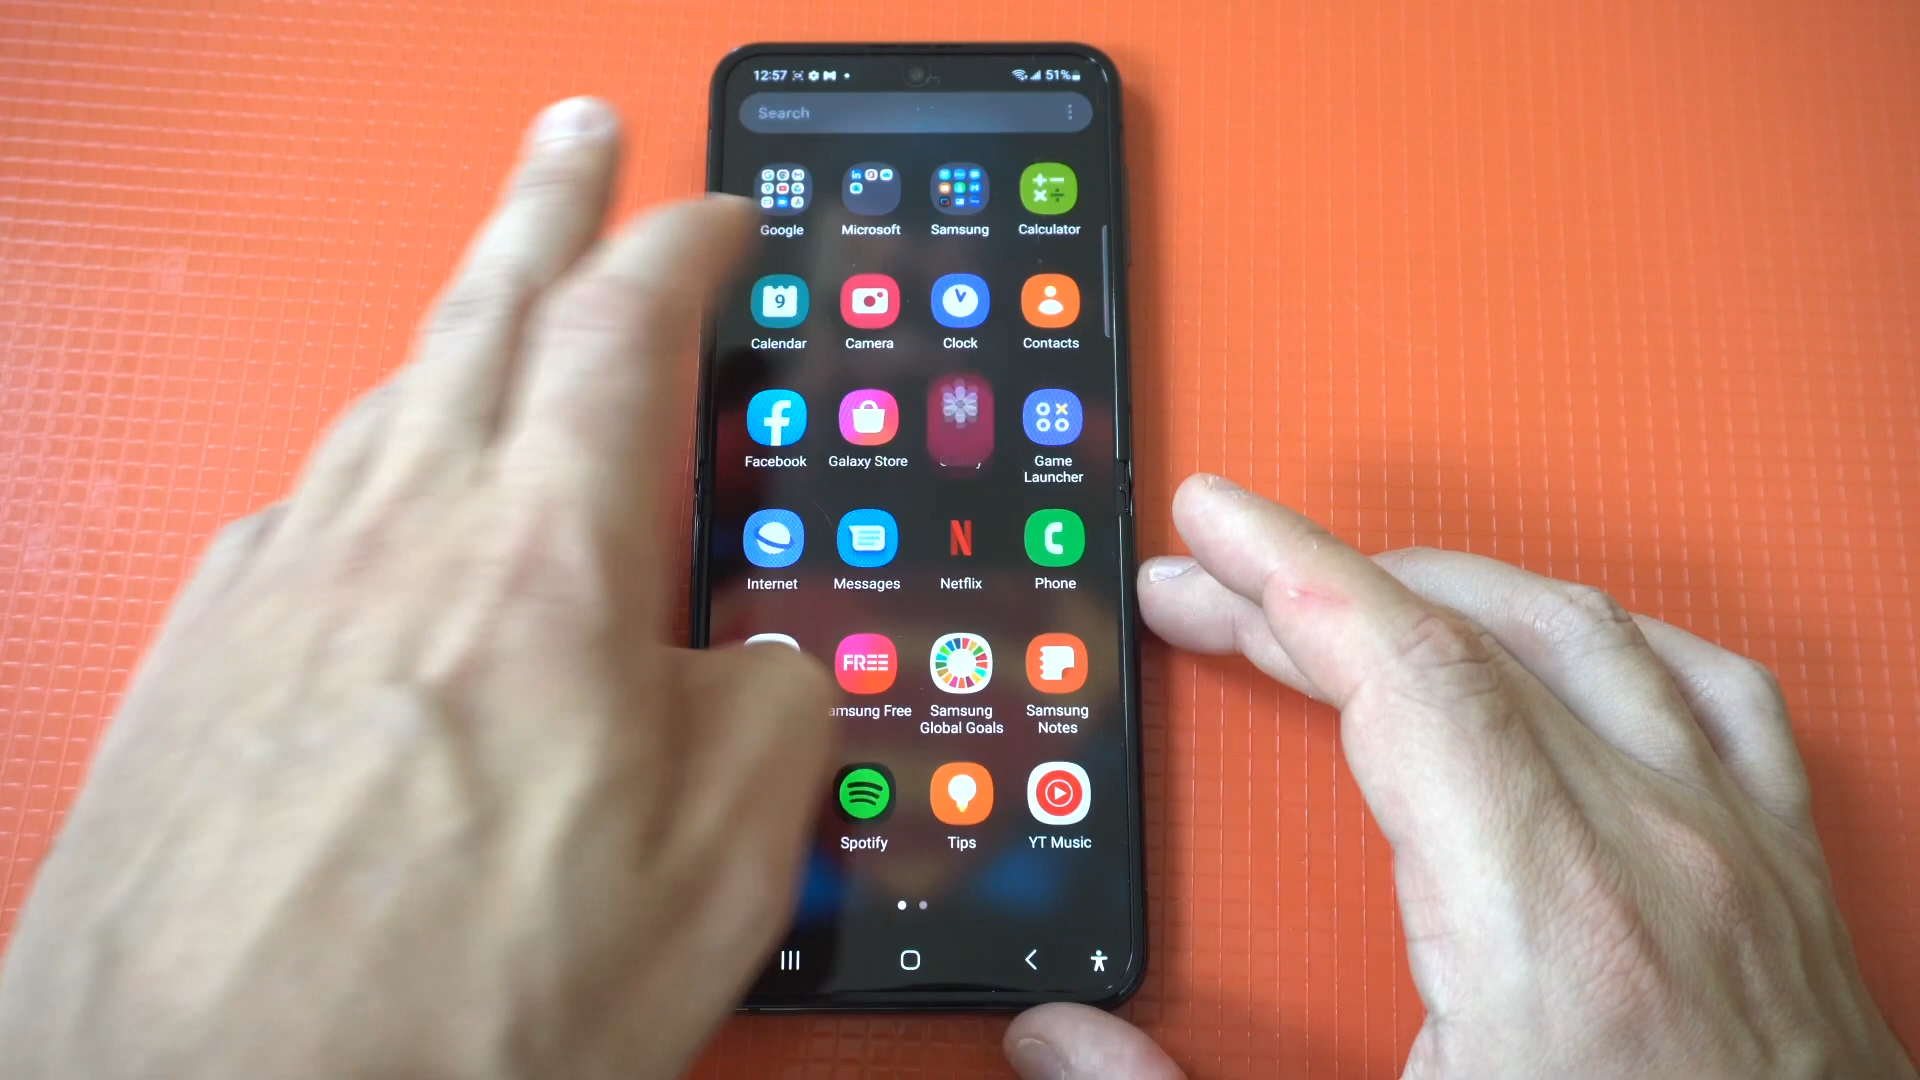 12:57
51%
Search
Google
Microsoft
Samsung
Calculator
9
Calendar
Camera
Clock
Contacts
Facebook
Galaxy Store
Game
Launcher
Internet
Messages
N
Netflix
Phone
FREE
amsung Free
Samsung
Global Goals
Samsung
Notes
Spotify
Tips
YT Music